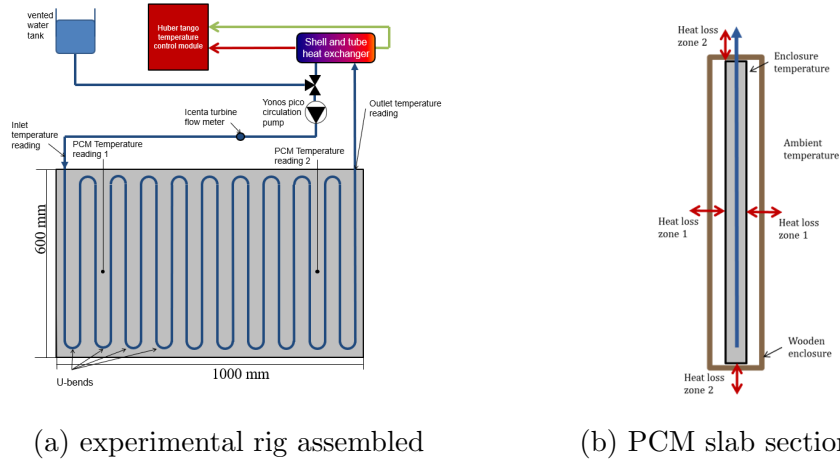 vented
water
tank
Huber tango
temperature
control module
Shell and tube
heat exchanger
Yonos pico
circulation
pump
Icenta turbine
flow meter
Outlet temperature
reading
Inlet
temperature
reading
PCM Temperature
reading 1
PCM Temperature
reading 2
600 mm
1000 mm
U-bends
(a) experimental rig assembled
Heat loss
zone 2
Enclosure
temperature
Ambient
temperature
Heat loss
zone 1
Heat loss
zone 1
Wooden
enclosure
Heat loss
zone 2
(b) PCM slab section